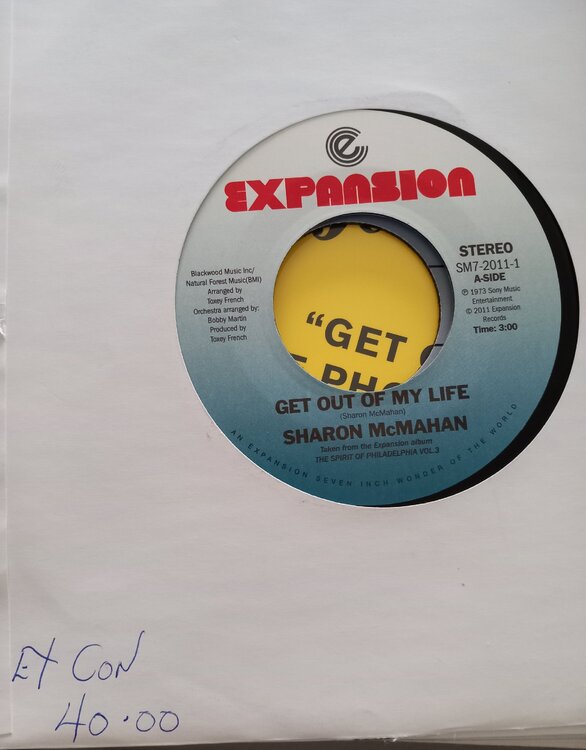 e
EXPANSION
Blackwood Music Inc/
Natural Forest Music(BMI)
Arranged by
Toxey French
Orchestra arranged by:
Bobby Martin
Produced by
Toxey French
STEREO
SM7-2011-1
A-SIDE
℗ 1973 Sony Music
Entertainment
© 2011 Expansion
Records
Time: 3:00
"GET
PHO
GET OUT OF MY LIFE
(Sharon McMahan)
SHARON McMAHAN
Taken from the Expansion album
THE SPIRIT OF PHILADELPHIA VOL.3
AN EXPANSION SEVEN INCH WONDER OF THE WORLD
EX CON
40.00